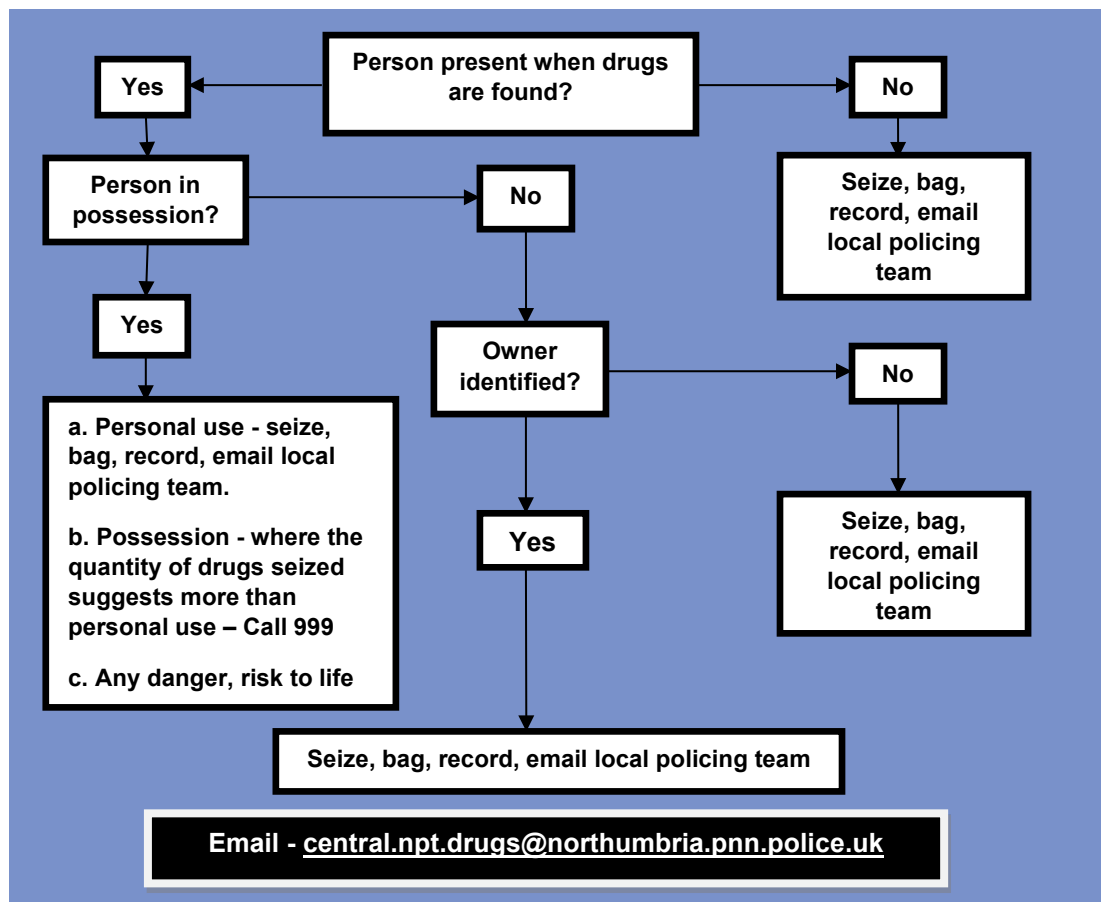 Person present when drugs
are found?
Yes
No
Person in
possession?
No
Seize, bag,
record, email
local policing
team
Yes
Owner
identified?
No
a. Personal use - seize,
bag, record, email local
policing team.
b. Possession - where the
quantity of drugs seized
suggests more than
personal use – Call 999
c. Any danger, risk to life
Yes
Seize, bag,
record, email
local policing
team
Seize, bag, record, email local policing team
Email - central.npt.drugs@northumbria.pnn.police.uk